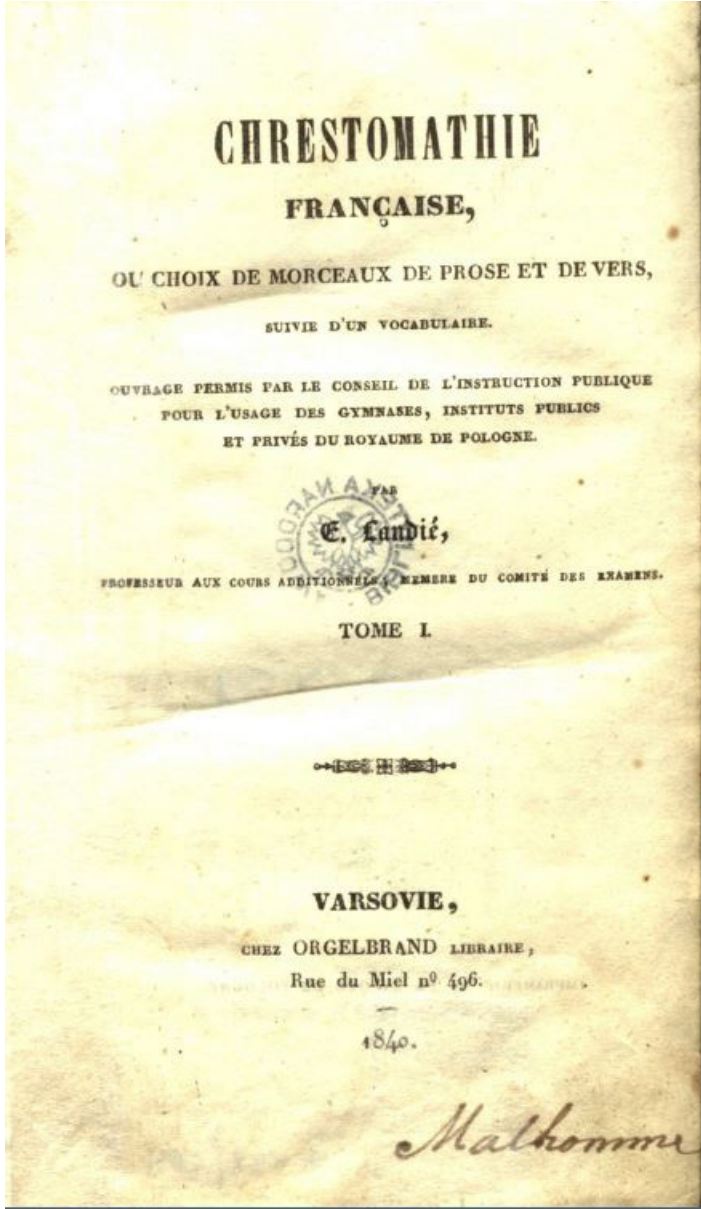 CHRESTOMATHIE
FRANÇAISE,
OU CHOIX DE MORCEAUX DE PROSE ET DE VERS,
SUIVIE D'UN VOCABULAIRE.
OUVRAGE PERMIS PAR LE CONSEIL DE L'INSTRUCTION PUBLIQUE
POUR L'USAGE DES GYMNASES, INSTITUTS PUBLICS
ET PRIVÉS DU ROYAUME DE POLOGNE.
PAR
E. Landié,
PROFESSEUR AUX COURS ADDITIONNELS, MEMBRE DU COMITÉ DES EXAMENS.
TOME I.
VARSOVIE,
CHEZ ORGELBRAND LIBRAIRE,
Rue du Miel nº 496.
1840.
Malhomme